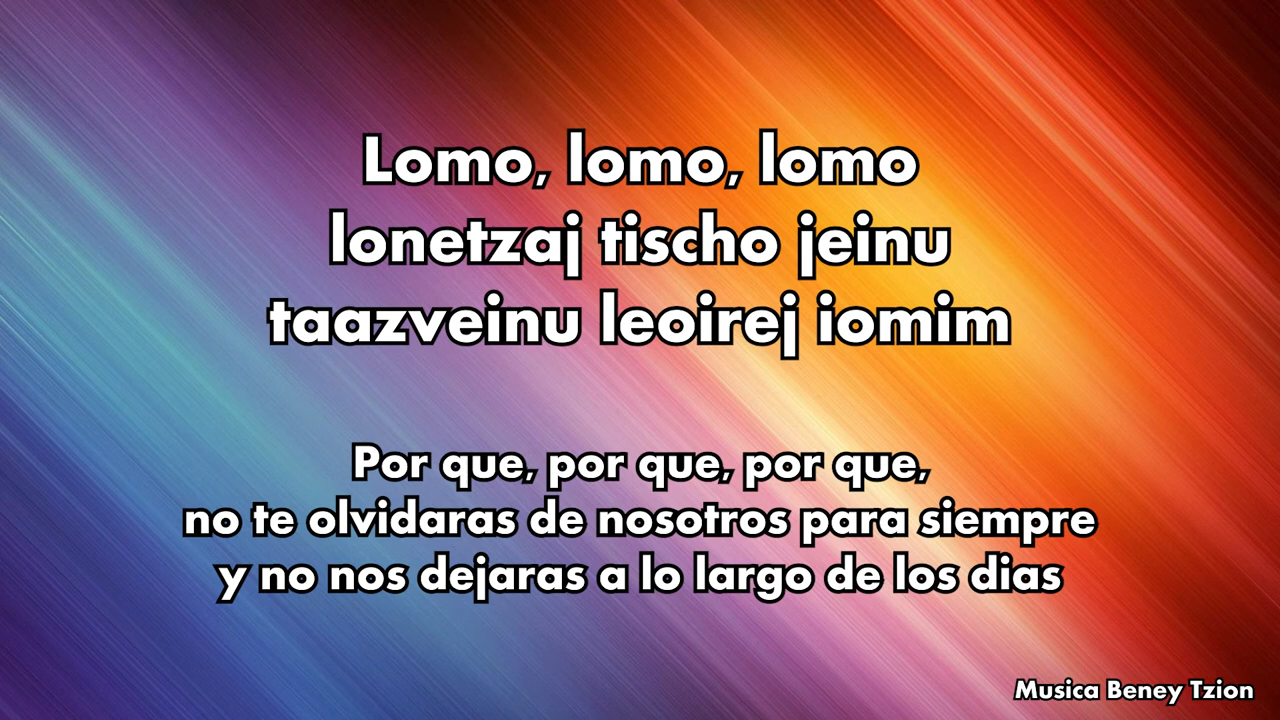 Lomo, lomo, lomo
lonetzaj tischo jeinu
taazveinu leoirej iomim
Por que, por que, por que,
no te olvidaras de nosotros para siempre
y no nos dejaras a lo largo de los dias
Musica Beney Tzion